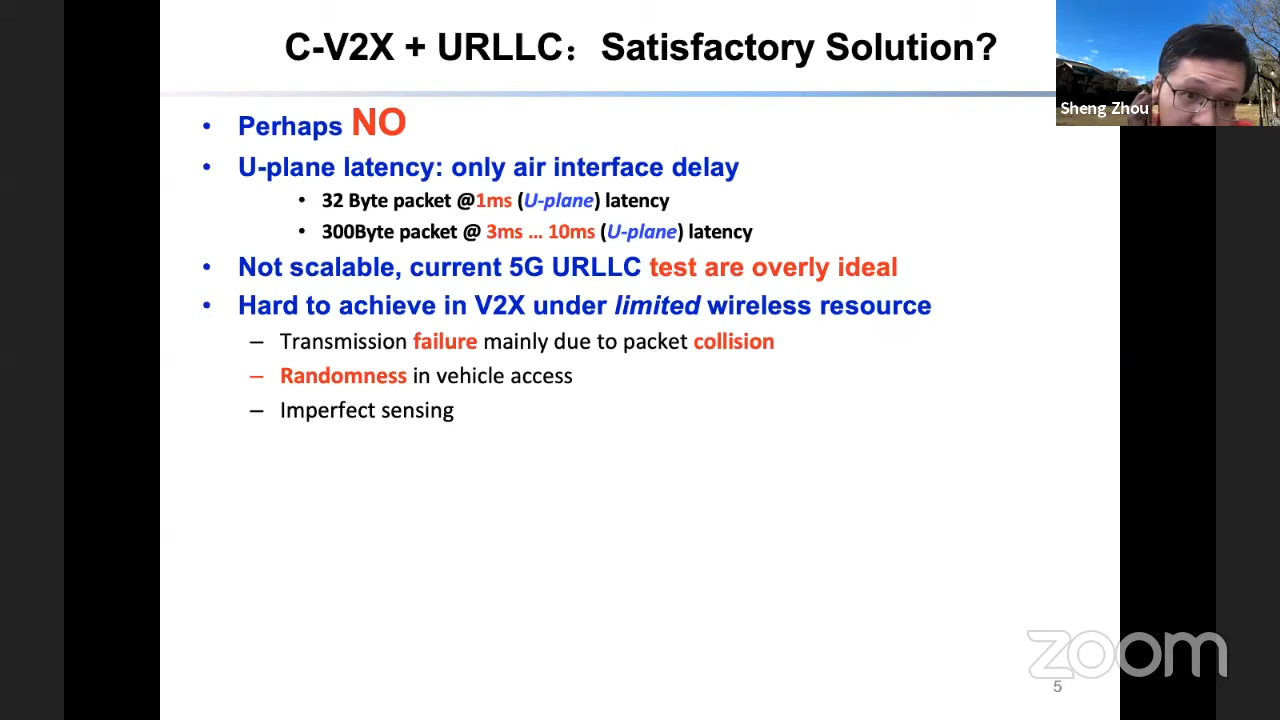 C-V2X + URLLC：Satisfactory Solution?
Sheng Zhou
• Perhaps NO
• U-plane latency: only air interface delay
• 32 Byte packet @1ms (U-plane) latency
• 300Byte packet @ 3ms ... 10ms (U-plane) latency
• Not scalable, current 5G URLLC test are overly ideal
• Hard to achieve in V2X under limited wireless resource
– Transmission failure mainly due to packet collision
– Randomness in vehicle access
– Imperfect sensing
zoom
5